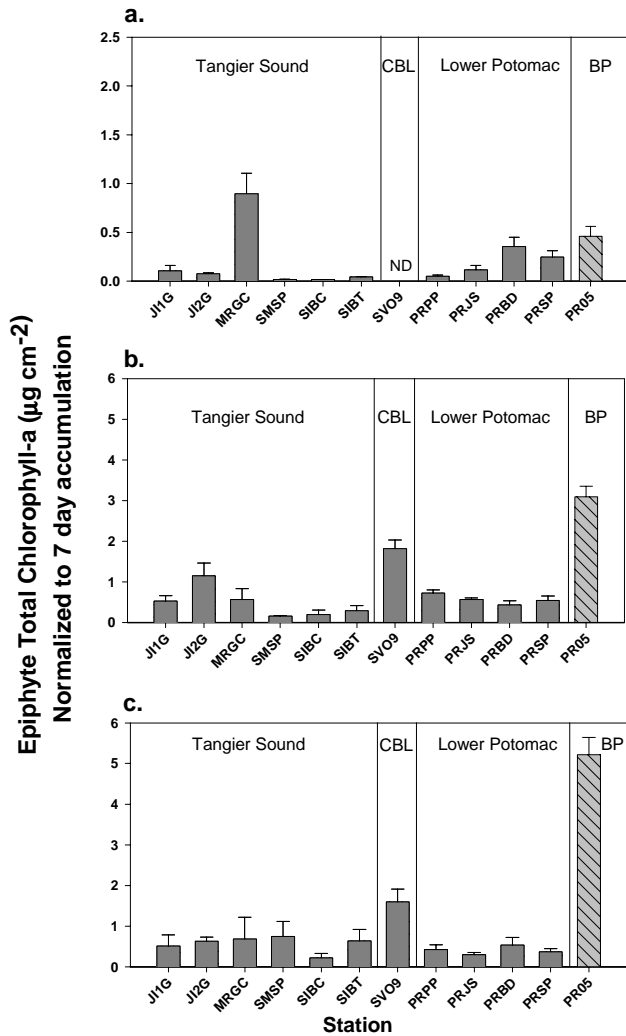 a.
2.5
Tangier Sound CBL Lower Potomac BP
2.0
1.5
1.0
0.5
ND
0.0
JI1G JI2G MRGC SMSP SIBC SIBT SVO9 PRPP PRJS PRBD PRSP PR05
b.
6
Tangier Sound CBL Lower Potomac BP
5
4
3
2
1
0
JI1G JI2G MRGC SMSP SIBC SIBT SVO9 PRPP PRJS PRBD PRSP PR05
c.
6
Tangier Sound CBL Lower Potomac BP
5
4
3
2
1
0
JI1G JI2G MRGC SMSP SIBC SIBT SVO9 PRPP PRJS PRBD PRSP PR05
Station
Epiphyte Total Chlorophyll-a (µg cm⁻²)
Normalized to 7 day accumulation